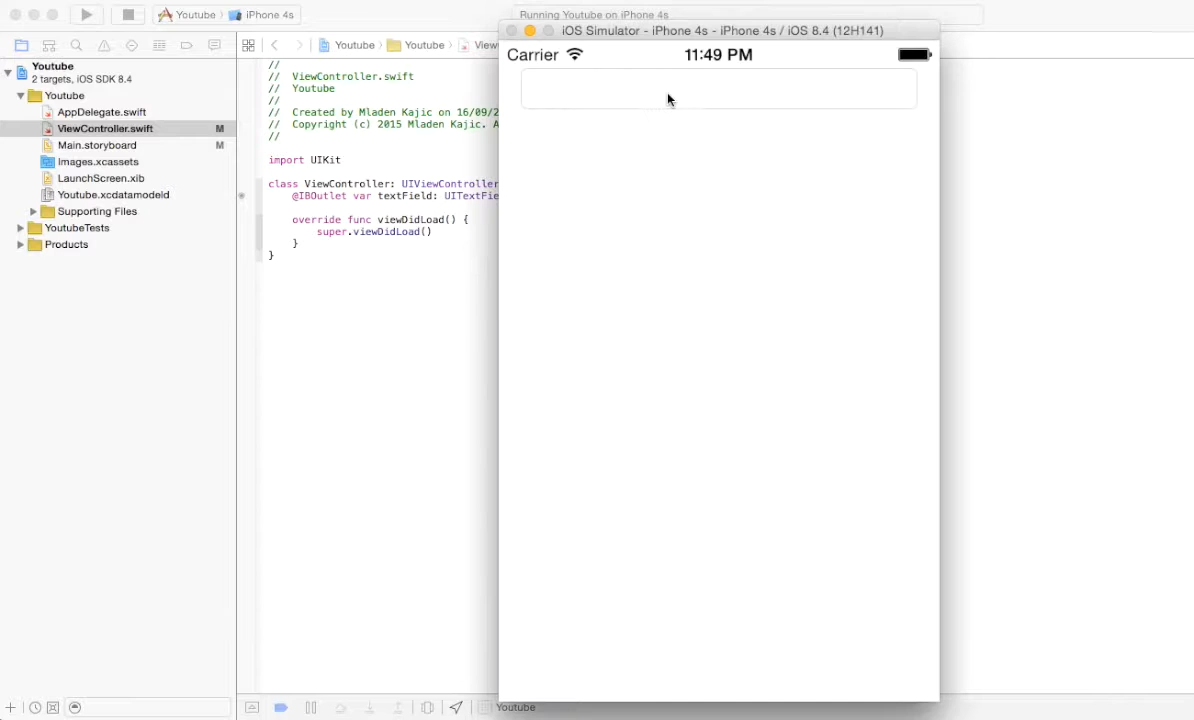 Youtube
iPhone 4s
Running Youtube on iPhone 4s
iOS Simulator - iPhone 4s - iPhone 4s / iOS 8.4 (12H141)
Youtube
Youtube
View
Carrier
11:49 PM
Youtube
2 targets, iOS SDK 8.4
Youtube
AppDelegate.swift
ViewController.swift
M
Main.storyboard
M
Images.xcassets
LaunchScreen.xib
Youtube.xcdatamodeld
Supporting Files
YoutubeTests
Products
//
// ViewController.swift
// Youtube
//
// Created by Mladen Kajic on 16/09/2
// Copyright (c) 2015 Mladen Kajic. A
//
import UIKit
class ViewController: UIViewController
@IBOutlet var textField: UITextFie
override func viewDidLoad() {
super.viewDidLoad()
}
}
Youtube